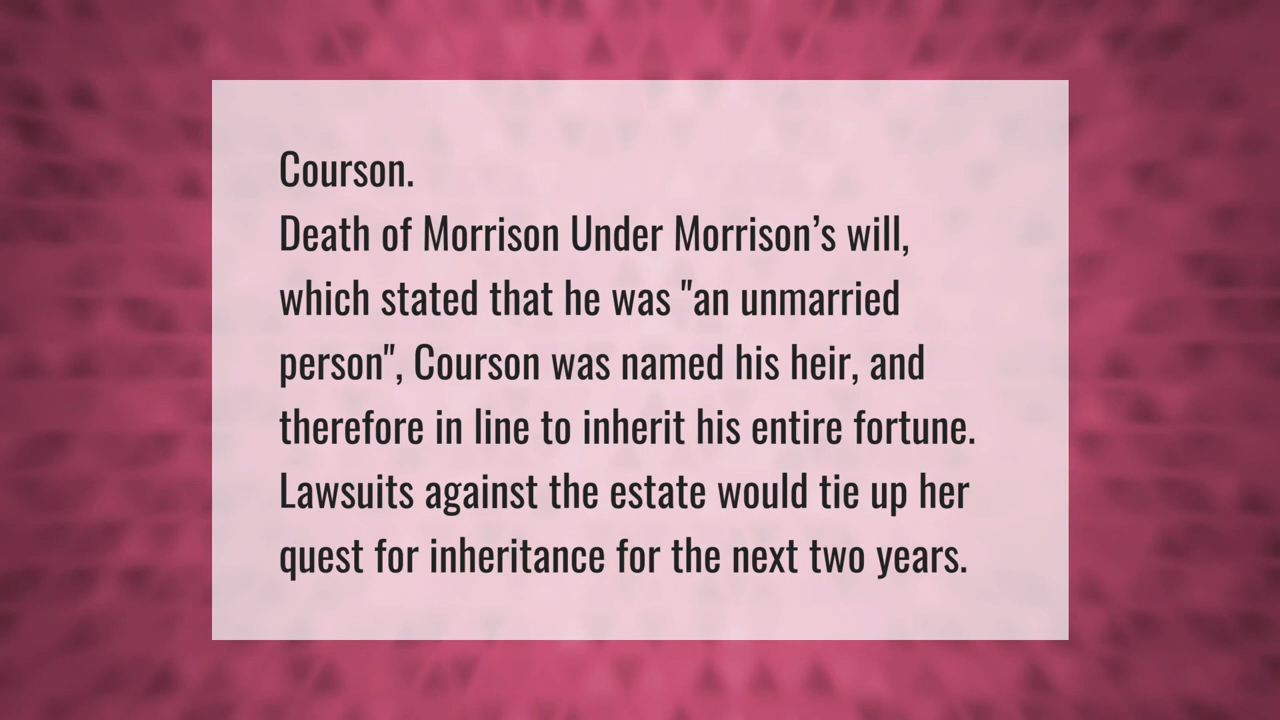 Courson.
Death of Morrison Under Morrison’s will,
which stated that he was "an unmarried
person", Courson was named his heir, and
therefore in line to inherit his entire fortune.
Lawsuits against the estate would tie up her
quest for inheritance for the next two years.